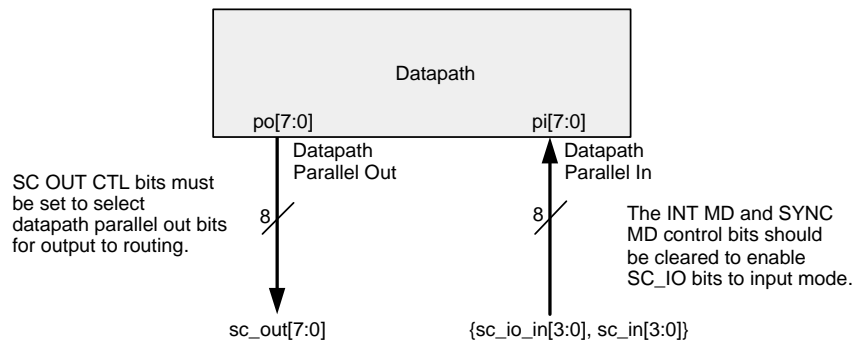 Datapath
po[7:0]
pi[7:0]
Datapath
Parallel Out
Datapath
Parallel In
SC OUT CTL bits must
be set to select
datapath parallel out bits
for output to routing.
8
8
The INT MD and SYNC
MD control bits should
be cleared to enable
SC_IO bits to input mode.
sc_out[7:0]
{sc_io_in[3:0], sc_in[3:0]}